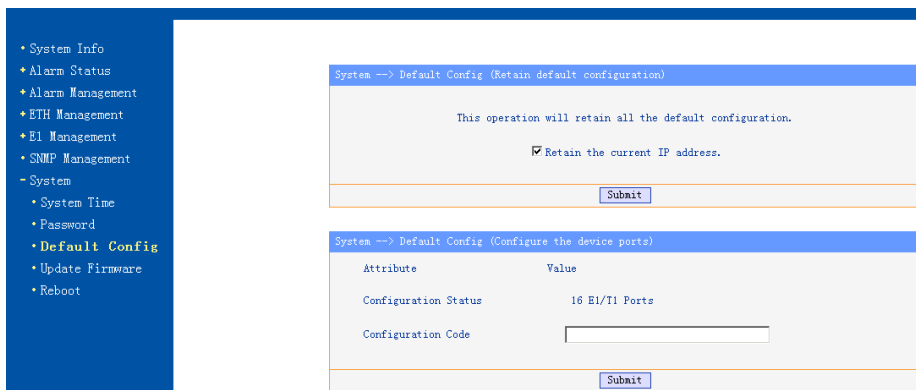 System Info
Alarm Status
Alarm Management
ETH Management
E1 Management
SNMP Management
System
System Time
Password
Default Config
Update Firmware
Reboot
System --> Default Config (Retain default configuration)
This operation will retain all the default configuration.
Retain the current IP address.
Submit
System --> Default Config (Configure the device ports)
Attribute Value
Configuration Status 16 E1/T1 Ports
Configuration Code
Submit